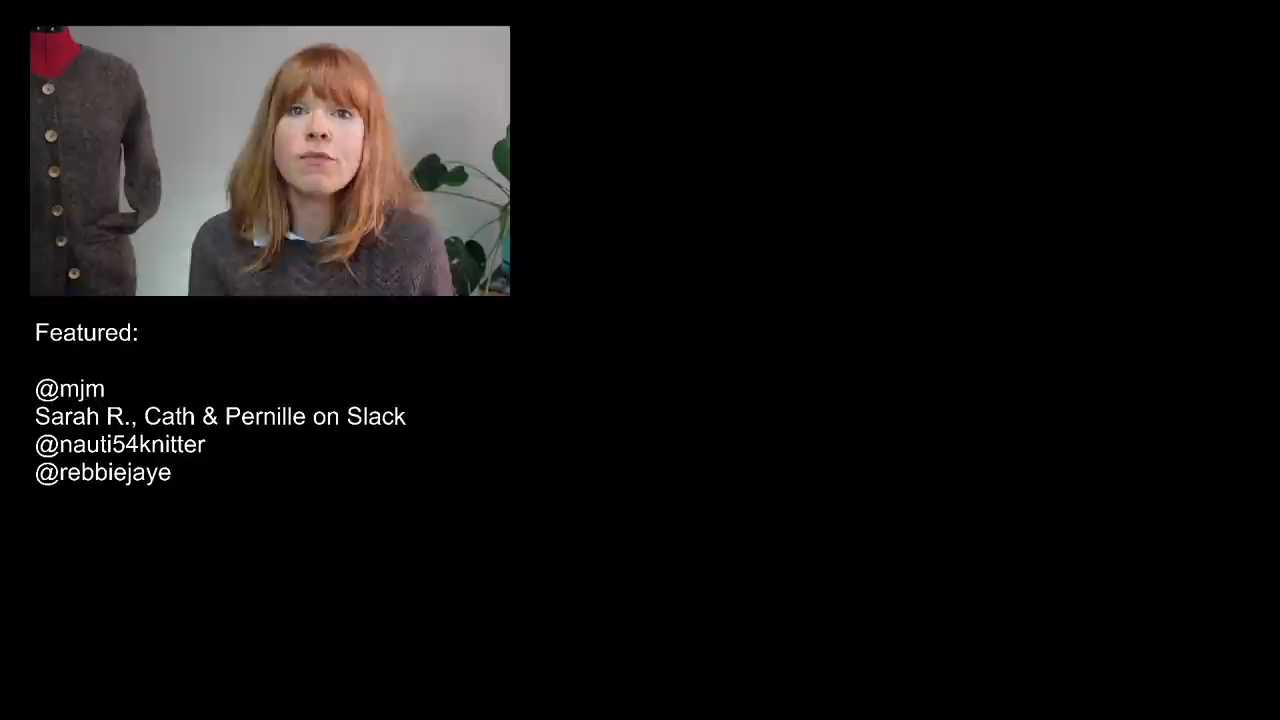 Featured:
@mjm
Sarah R., Cath & Pernille on Slack
@nauti54knitter
@rebbiejaye